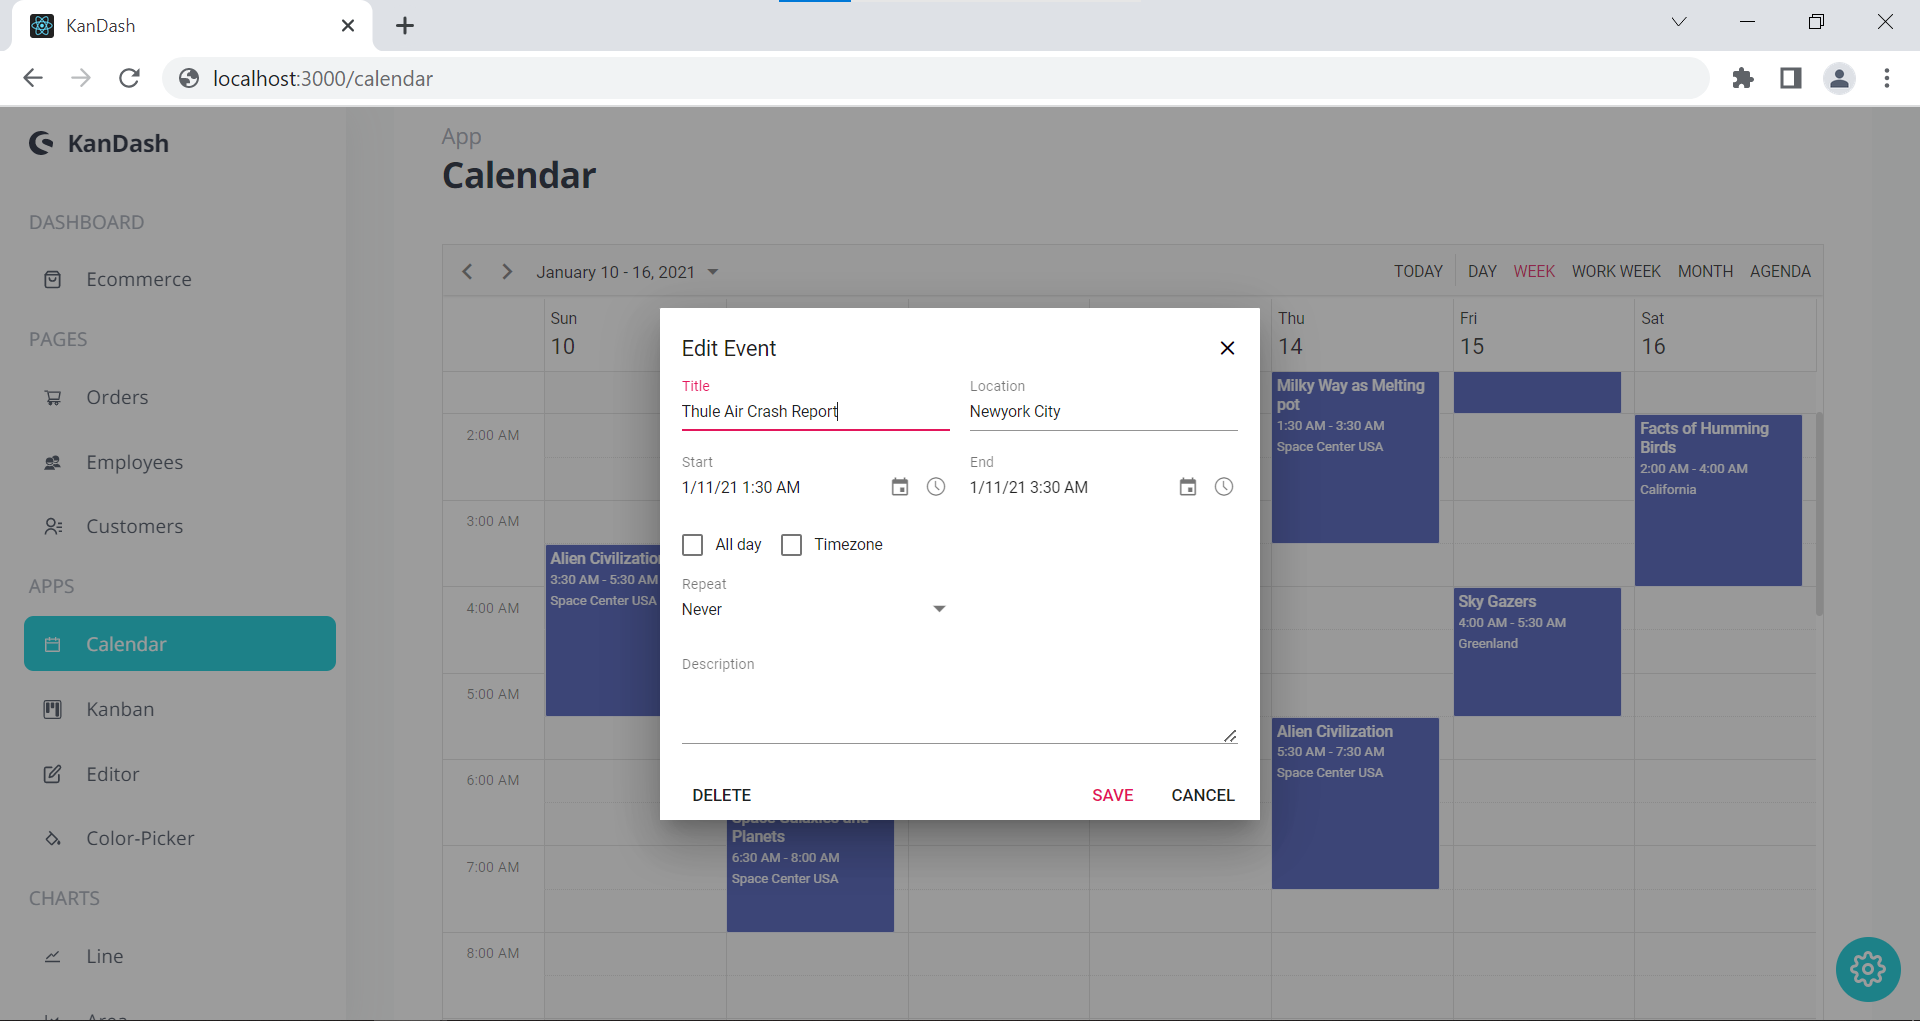 KanDash
localhost:3000/calendar
KanDash
DASHBOARD
Ecommerce
PAGES
Orders
Employees
Customers
APPS
Calendar
Kanban
Editor
Color-Picker
CHARTS
Line
App
Calendar
January 10 - 16, 2021
TODAY DAY WEEK WORK WEEK MONTH AGENDA
Sun
10
Thu
14
Fri
15
Sat
16
2:00 AM
3:00 AM
4:00 AM
5:00 AM
6:00 AM
7:00 AM
8:00 AM
Alien Civilization
3:30 AM - 5:30 AM
Space Center USA
Space Galaxies and
Planets
6:30 AM - 8:00 AM
Space Center USA
Milky Way as Melting
pot
1:30 AM - 3:30 AM
Space Center USA
Alien Civilization
5:30 AM - 7:30 AM
Space Center USA
Sky Gazers
4:00 AM - 5:30 AM
Greenland
Facts of Humming
Birds
2:00 AM - 4:00 AM
California
Edit Event
Title
Thule Air Crash Report
Location
Newyork City
Start
1/11/21 1:30 AM
End
1/11/21 3:30 AM
All day
Timezone
Repeat
Never
Description
DELETE
SAVE
CANCEL